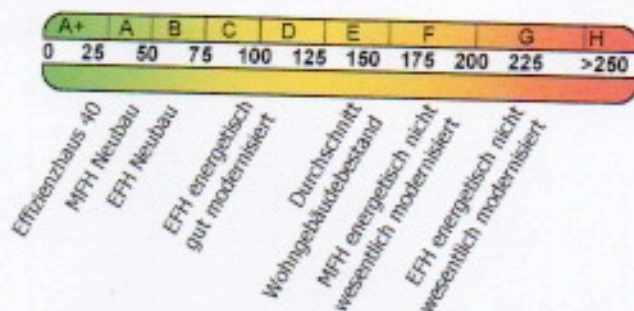 A+ A B C D E F G H
0 25 50 75 100 125 150 175 200 225 >250
Effizienzhaus 40
MFH Neubau
EFH Neubau
EFH energetisch
gut modernisiert
Durchschnitt
Wohngebäudebestand
MFH energetisch nicht
wesentlich modernisiert
EFH energetisch nicht
wesentlich modernisiert